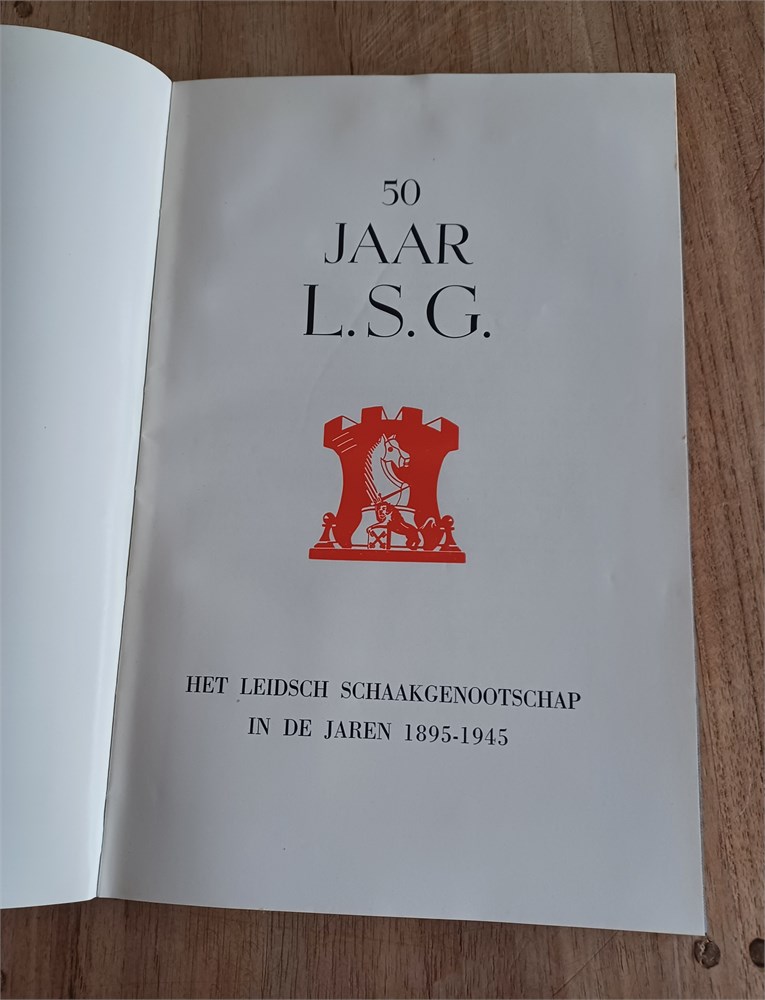 50
JAAR
L.S.G.
HET LEIDSCH SCHAAKGENOOTSCHAP
IN DE JAREN 1895-1945